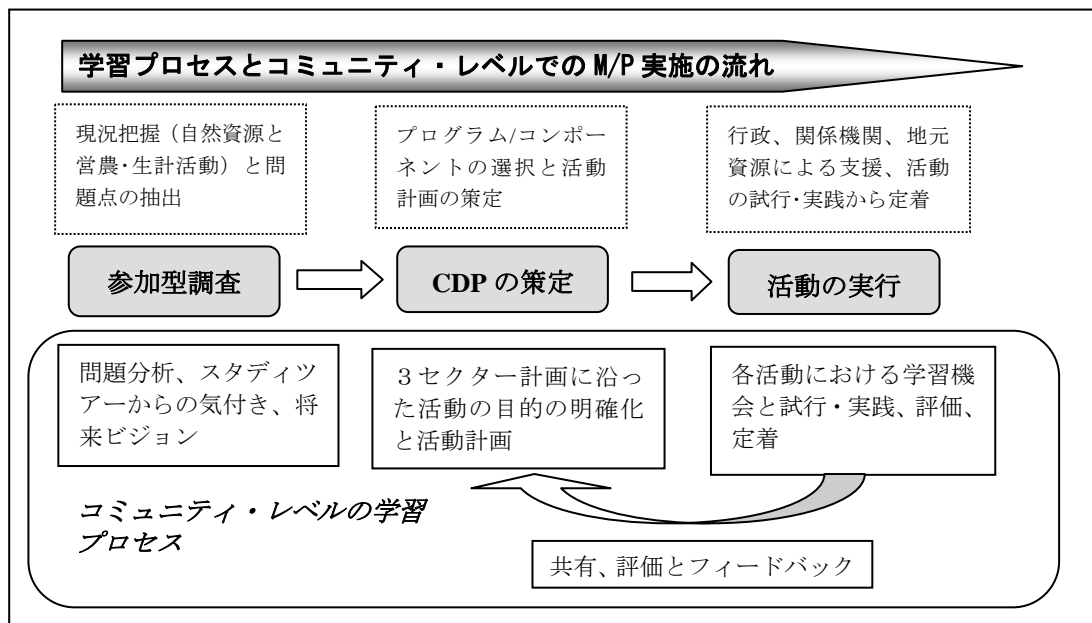 学習プロセスとコミュニティ・レベルでの M/P 実施の流れ
現況把握（自然資源と
営農・生計活動）と問
題点の抽出
プログラム/コンポー
ネントの選択と活動
計画の策定
行政、関係機関、地元
資源による支援、活動
の試行・実践から定着
参加型調査
CDP の策定
活動の実行
問題分析、スタディツ
アーからの気付き、将
来ビジョン
３セクター計画に沿っ
た活動の目的の明確化
と活動計画
各活動における学習機
会と試行・実践、評価、
定着
コミュニティ・レベルの学習
プロセス
共有、評価とフィードバック